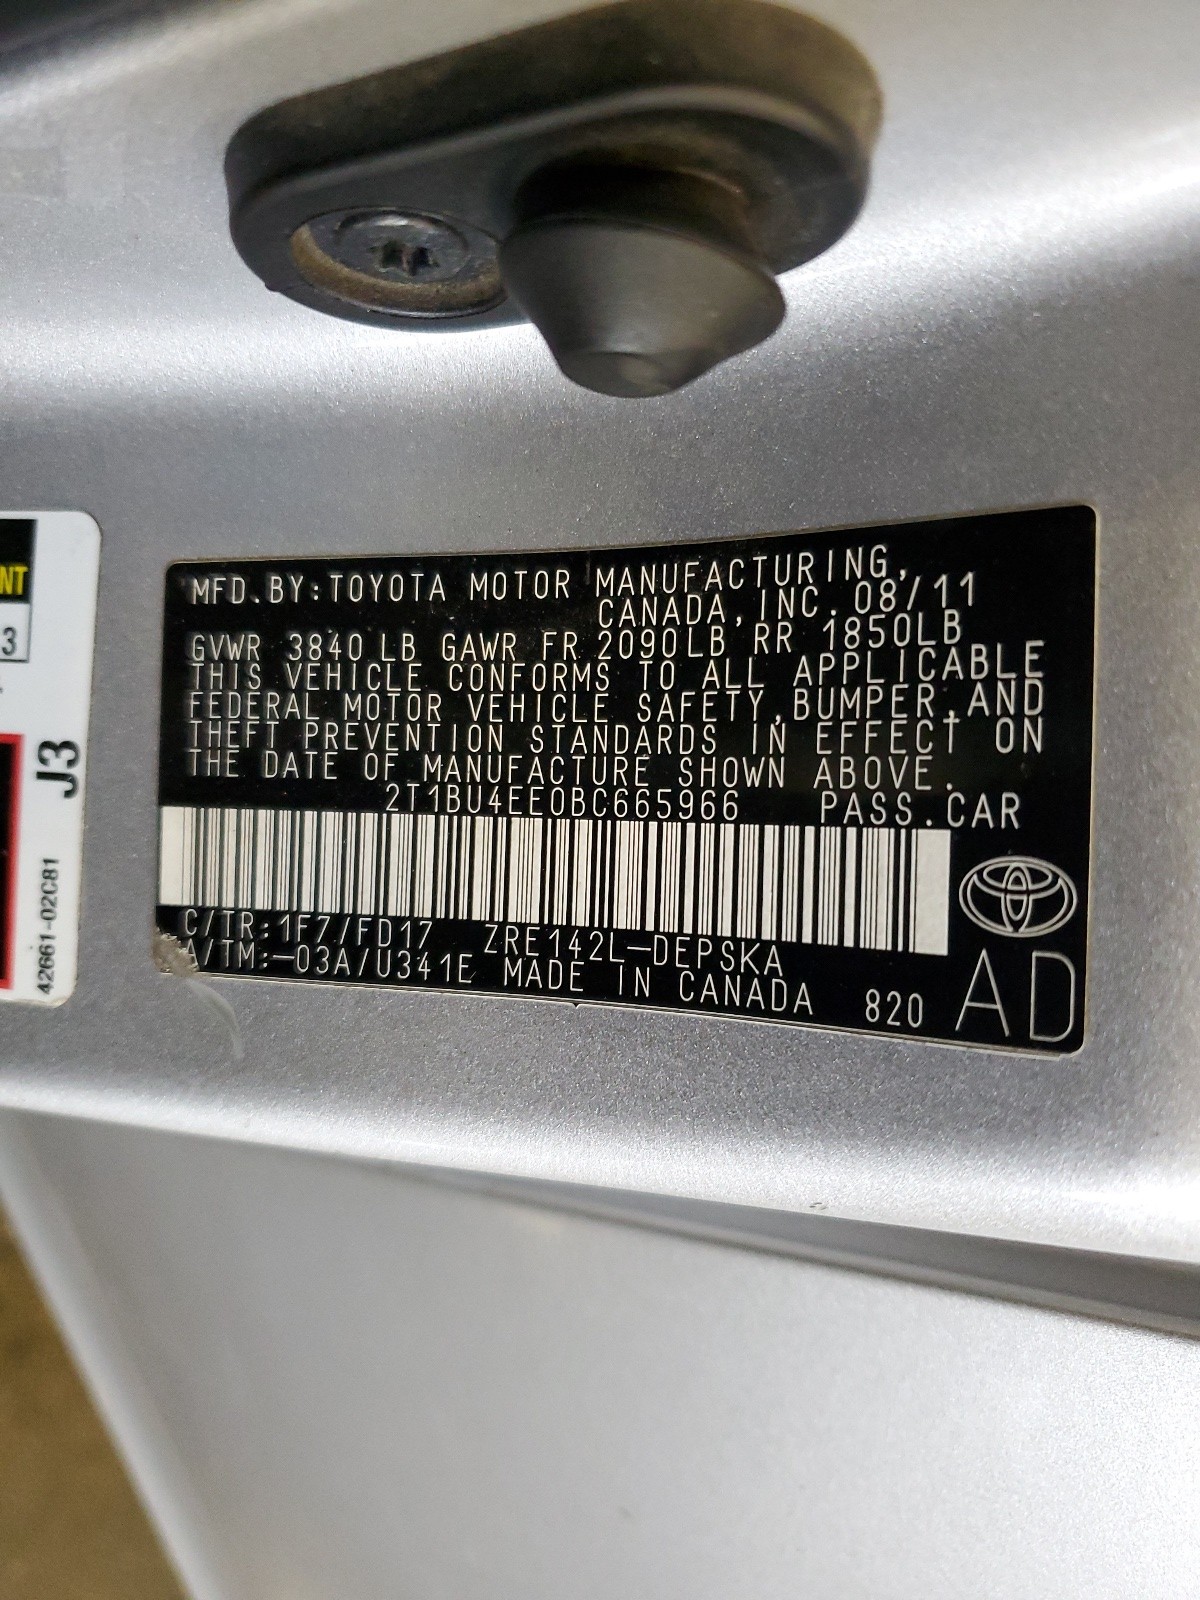 NT
3
J3
42661-02C81
MFD.BY:TOYOTA MOTOR MANUFACTURING,
CANADA,INC. 08/11
GVWR 3840LB GAWR FR 2090LB RR 1850LB
THIS VEHICLE CONFORMS TO ALL APPLICABLE
FEDERAL MOTOR VEHICLE SAFETY,BUMPER,AND
THEFT PREVENTION STANDARDS IN EFFECT ON
THE DATE OF MANUFACTURE SHOWN ABOVE.
2T1BU4EE0BC665966 PASS.CAR
C/TR:1F7/FD17 ZRE142L-DEPSKA
A/TM:-03A/U341E MADE IN CANADA 820 AD